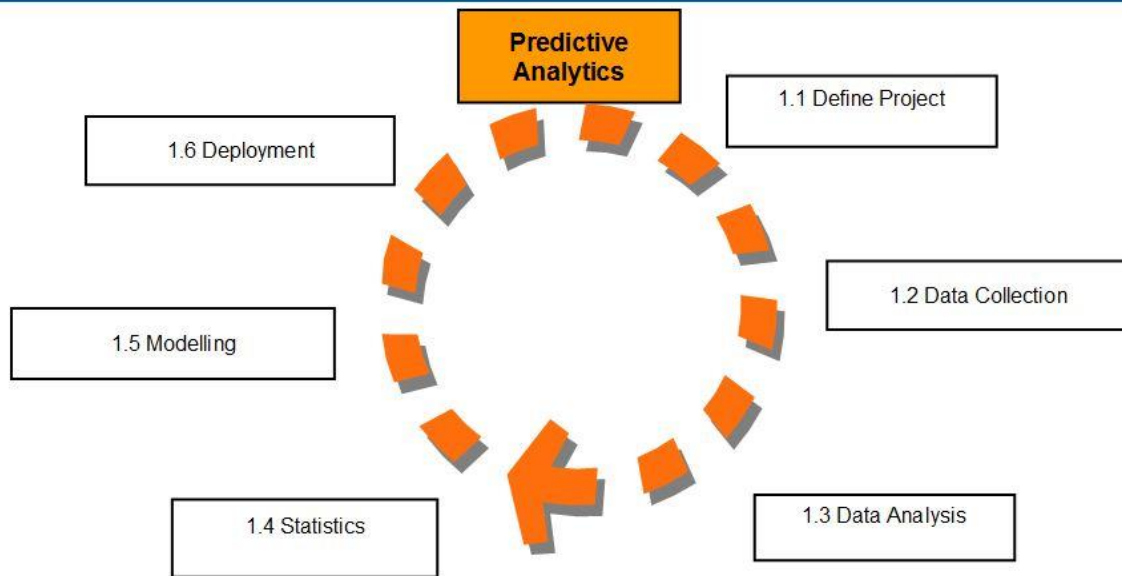 Predictive
Analytics
1.1 Define Project
1.2 Data Collection
1.3 Data Analysis
1.4 Statistics
1.5 Modelling
1.6 Deployment